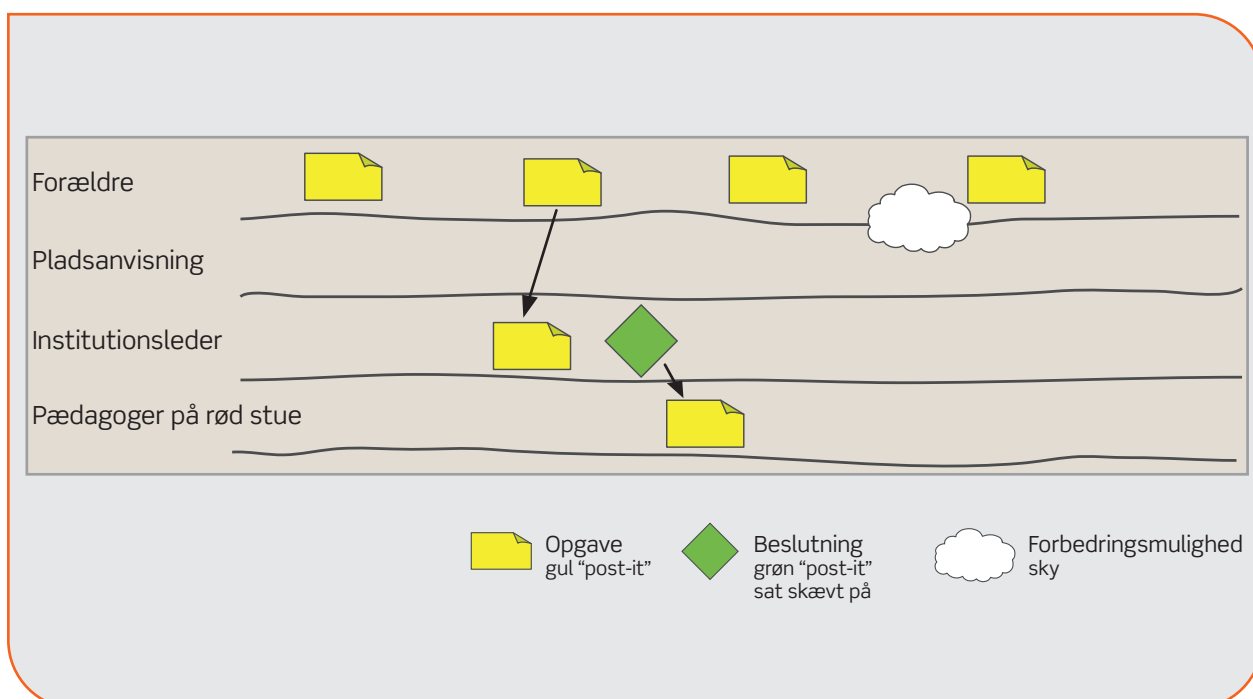 Forældre
Pladsanvisning
Institutionsleder
Pædagoger på rød stue
Opgave
gul “post-it”
Beslutning
grøn “post-it”
sat skævt på
Forbedringsmulighed
sky